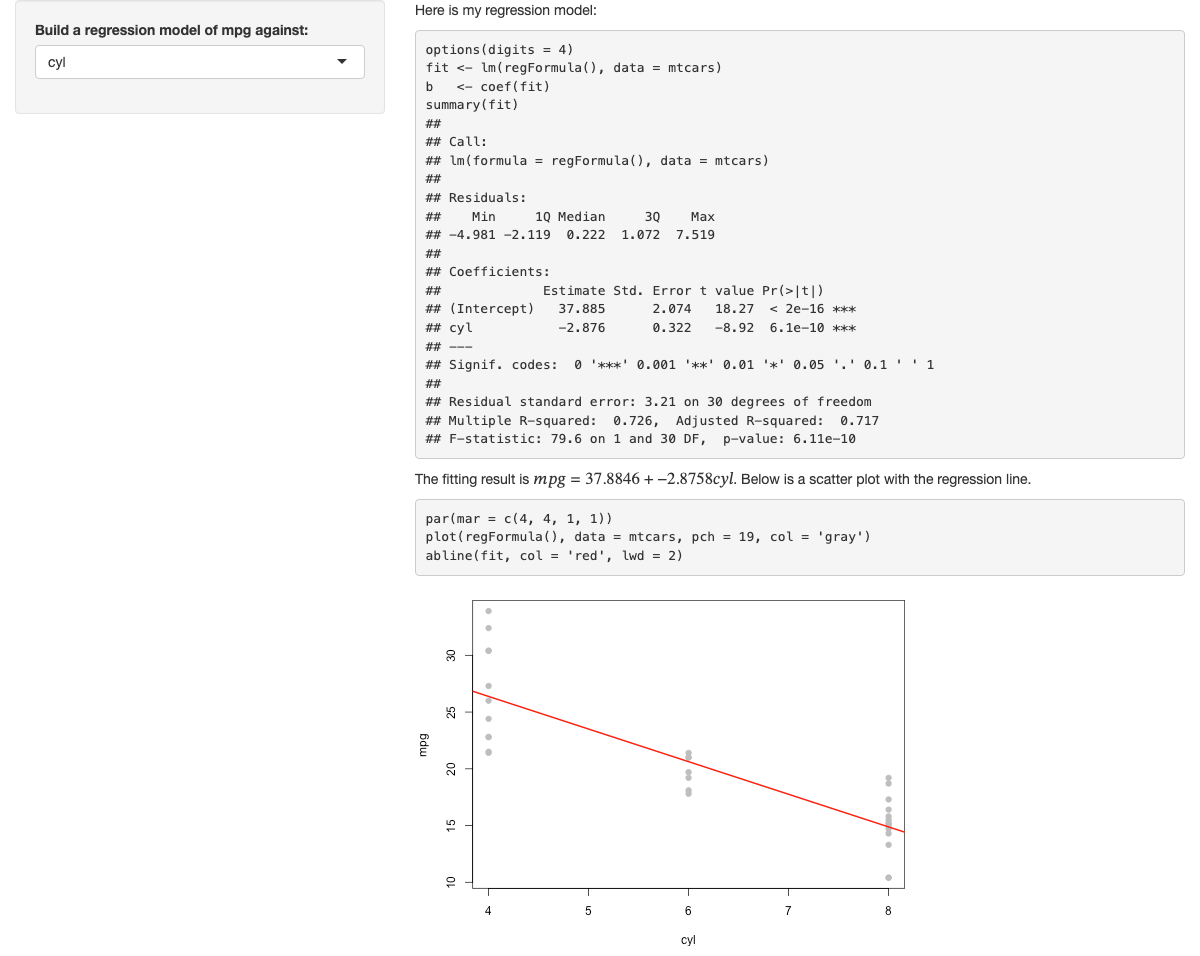 Build a regression model of mpg against:
cyl
Here is my regression model:
options(digits = 4)
fit <- lm(regFormula(), data = mtcars)
b   <- coef(fit)
summary(fit)
##
## Call:
## lm(formula = regFormula(), data = mtcars)
##
## Residuals:
##    Min     1Q Median     3Q    Max
## -4.981 -2.119  0.222  1.072  7.519
##
## Coefficients:
##             Estimate Std. Error t value Pr(>|t|)
## (Intercept)   37.885      2.074   18.27  < 2e-16 ***
## cyl           -2.876      0.322   -8.92  6.1e-10 ***
## ---
## Signif. codes:  0 '***' 0.001 '**' 0.01 '*' 0.05 '.' 0.1 ' ' 1
##
## Residual standard error: 3.21 on 30 degrees of freedom
## Multiple R-squared:  0.726,  Adjusted R-squared:  0.717
## F-statistic: 79.6 on 1 and 30 DF,  p-value: 6.11e-10
The fitting result is mpg = 37.8846 + −2.8758cyl. Below is a scatter plot with the regression line.
par(mar = c(4, 4, 1, 1))
plot(regFormula(), data = mtcars, pch = 19, col = 'gray')
abline(fit, col = 'red', lwd = 2)
30
25
20
15
10
mpg
4 5 6 7 8
cyl